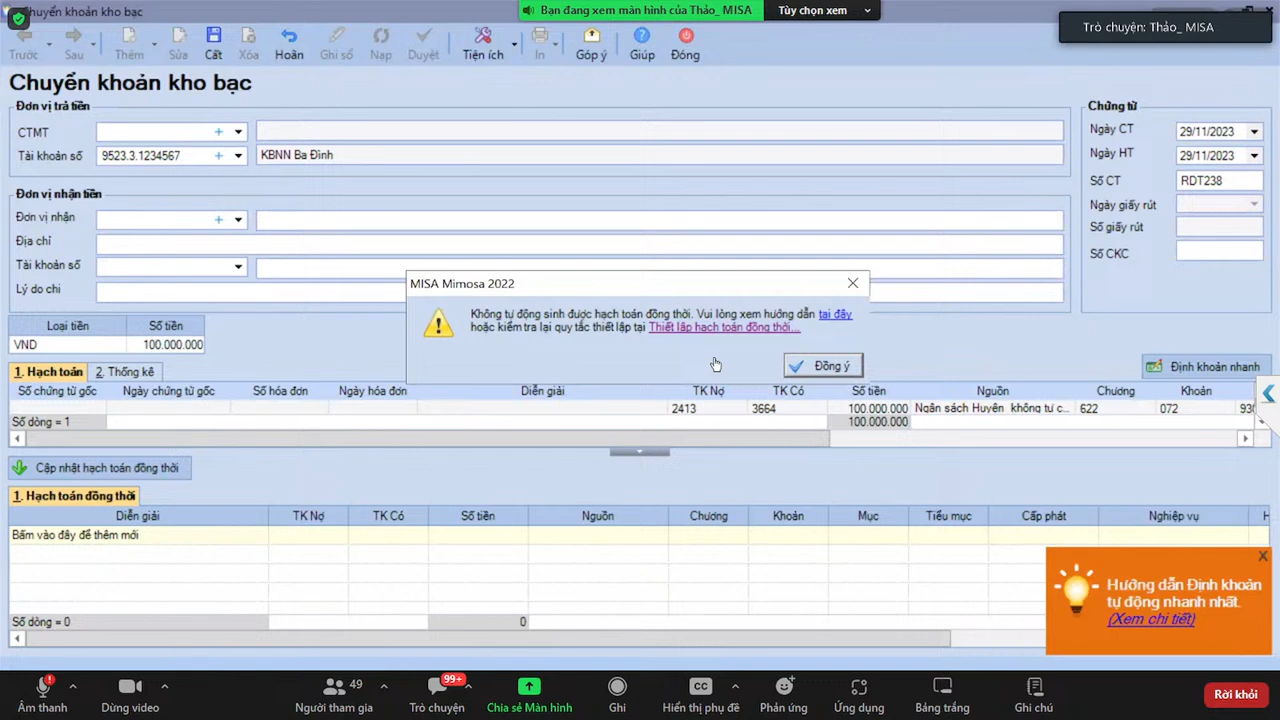 Chuyển khoản kho bạc
Bạn đang xem màn hình của Thảo_ MISA
Tùy chọn xem
Trò chuyện: Thảo_ MISA
Trước
Sau
Thêm
Sửa
Cất
Xóa
Hoãn
Ghi sổ
Nạp
Duyệt
Tiện ích
In
Góp ý
Giúp
Đóng
Chuyển khoản kho bạc
Đơn vị trả tiền
CTMT
Tài khoản số 9523.3.1234567 KBNN Ba Đình
Chứng từ
Ngày CT 29/11/2023
Ngày HT 29/11/2023
Số CT RDT238
Ngày giấy rút
Số giấy rút
Số CKC
Đơn vị nhận tiền
Đơn vị nhận
Địa chỉ
Tài khoản số
Lý do chi
MISA Mimosa 2022
Không tự động sinh được hạch toán đồng thời. Vui lòng xem hướng dẫn tại đây
hoặc kiểm tra lại quy tắc thiết lập tại Thiết lập hạch toán đồng thời...
Đồng ý
Loại tiền Số tiền
VND 100.000.000
1. Hạch toán 2. Thống kê
Định khoản nhanh
Số chứng từ gốc Ngày chứng từ gốc Số hóa đơn Ngày hóa đơn Diễn giải TK Nợ TK Có Số tiền Nguồn Chương Khoản
2413 3664 100.000.000 Ngân sách Huyện không tự c... 622 072 930
Số dòng = 1 100.000.000
Cập nhật hạch toán đồng thời
1. Hạch toán đồng thời
Diễn giải TK Nợ TK Có Số tiền Nguồn Chương Khoản Mục Tiểu mục Cấp phát Nghiệp vụ H
Bấm vào đây để thêm mới
Số dòng = 0 0
X
Hướng dẫn Định khoản
tự động nhanh nhất.
(Xem chi tiết)
Âm thanh
Dừng video
49
Người tham gia
99+
Trò chuyện
Chia sẻ Màn hình
Ghi
CC
Hiển thị phụ đề
Phản ứng
Ứng dụng
Bảng trắng
Ghi chú
Rời khỏi